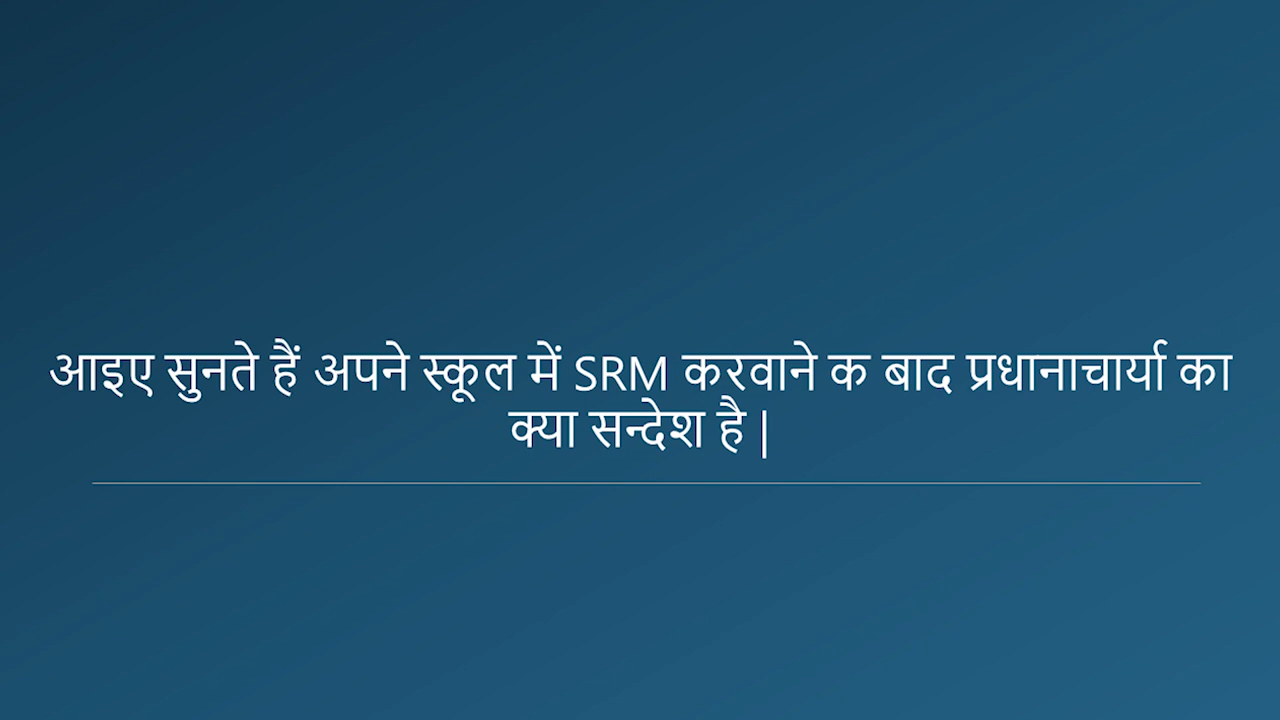 आइए सुनते हैं अपने स्कूल में SRM करवाने क बाद प्रधानाचार्या का
क्या सन्देश है |